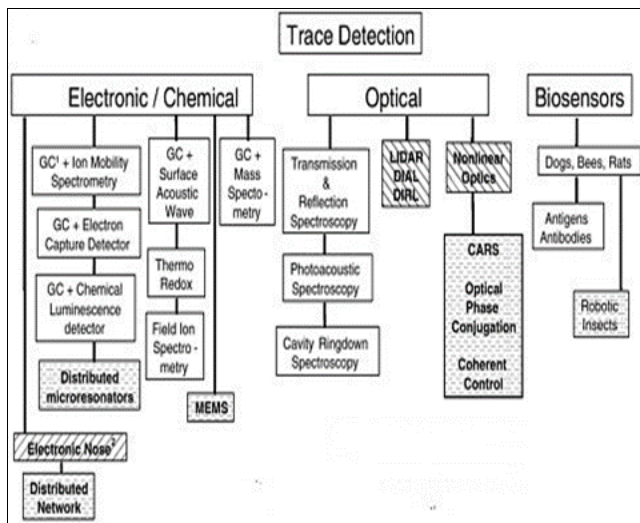 Trace Detection
Electronic / Chemical
Optical
Biosensors
GC¹ + Ion Mobility
Spectrometry
GC + Electron
Capture Detector
GC + Chemical
Luminescence
detector
Distributed
microresonators
Electronic Nose²
Distributed
Network
GC +
Surface
Acoustic
Wave
Thermo
Redox
Field Ion
Spectro -
metry
MEMS
GC +
Mass
Specto -
metry
Transmission
&
Reflection
Spectroscopy
Photoacoustic
Spectroscopy
Cavity Ringdown
Spectroscopy
LIDAR
DIAL
DIRL
Nonlinear
Optics
CARS
Optical
Phase
Conjugation
Coherent
Control
Dogs, Bees, Rats
Antigens
Antibodies
Robotic
Insects